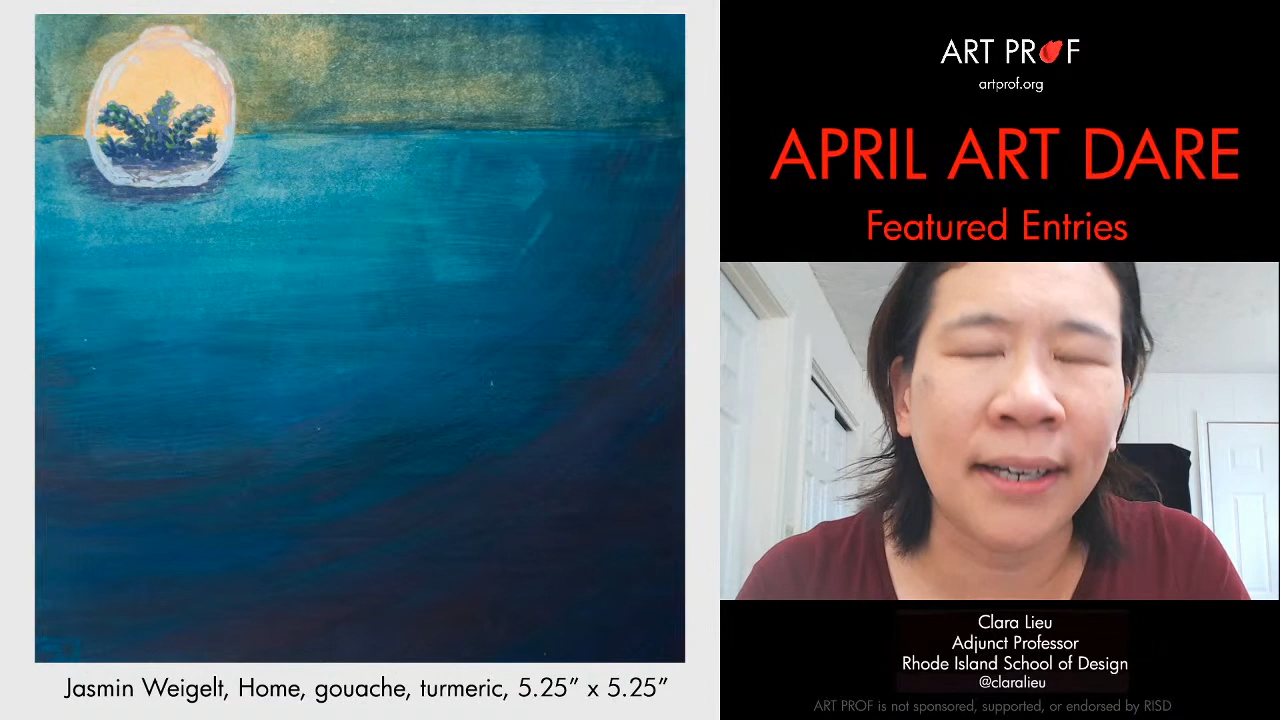 ART PROF
artprof.org
APRIL ART DARE
Featured Entries
Clara Lieu
Adjunct Professor
Rhode Island School of Design
@claralieu
ART PROF is not sponsored, supported, or endorsed by RISD
Jasmin Weigelt, Home, gouache, turmeric, 5.25” x 5.25”